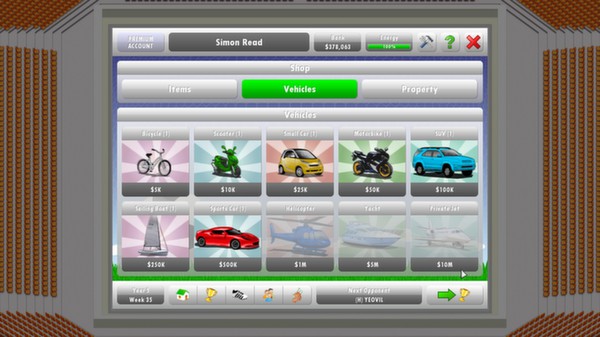 PREMIUM
ACCOUNT
Simon Read
Bank
$378,063
Energy
100%
?
Shop
Items
Vehicles
Property
Vehicles
Bicycle (1)
Scooter (1)
Small Car (1)
Motorbike (1)
SUV (1)
$5K
$10K
$25K
$50K
$100K
Sailing Boat (1)
Sports Car (1)
Helicopter
Yacht
Private Jet
$250K
$500K
$1M
$5M
$10M
Week 35
Next Opponent
(H) YEOVIL